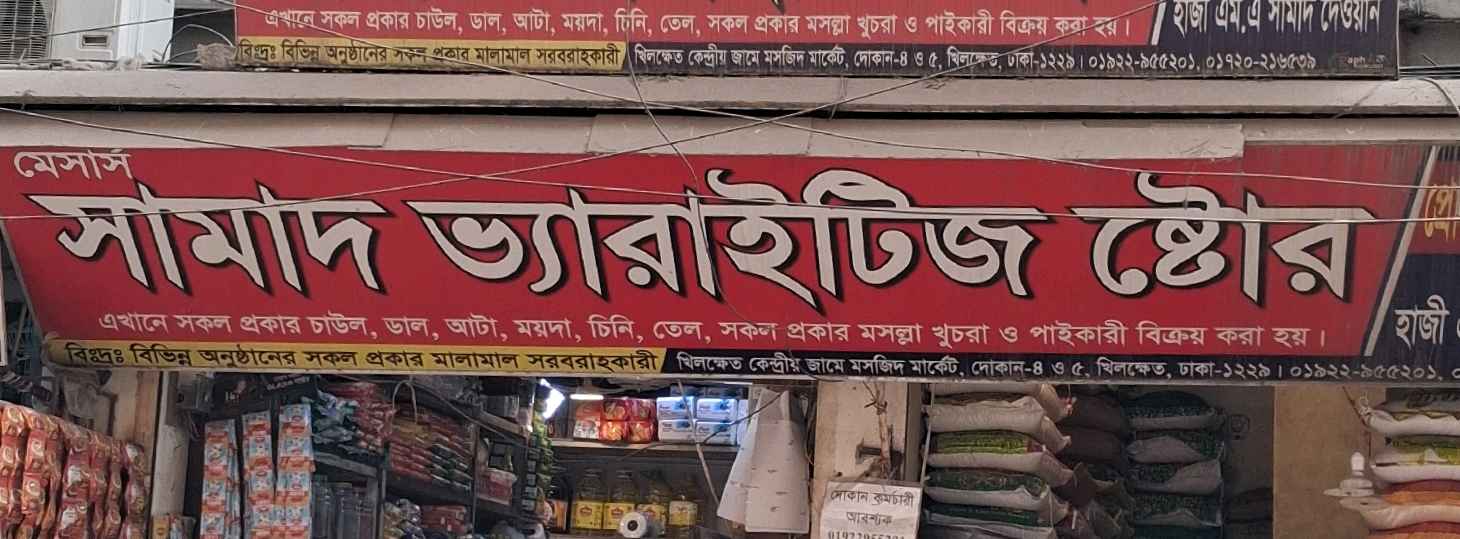 এখানে সকল প্রকার চাউল, ডাল, আটা, ময়দা, চিনি, তেল, সকল প্রকার মসল্লা খুচরা ও পাইকারী বিক্রয় করা হয়।
হাজী এম.এ সামাদ দেওয়ান
বিঃদ্রঃ বিভিন্ন অনুষ্ঠানের সকল প্রকার মালামাল সরবরাহকারী
খিলক্ষেত কেন্দ্রীয় জামে মসজিদ মার্কেট, দোকান-৪ ও ৫, খিলক্ষেত, ঢাকা-১২২৯। ০১৯২২-৯৫৫২০১, ০১৭২০-২১৬৫৩৯
মেসার্স
সামাদ ভ্যারাইটিজ ষ্টোর
এখানে সকল প্রকার চাউল, ডাল, আটা, ময়দা, চিনি, তেল, সকল প্রকার মসল্লা খুচরা ও পাইকারী বিক্রয় করা হয়।
হাজী
বিঃদ্রঃ বিভিন্ন অনুষ্ঠানের সকল প্রকার মালামাল সরবরাহকারী
খিলক্ষেত কেন্দ্রীয় জামে মসজিদ মার্কেট, দোকান-৪ ও ৫, খিলক্ষেত, ঢাকা-১২২৯। ০১৯২২-৯৫৫২০১,
দোকান কর্মচারী
আবশ্যক